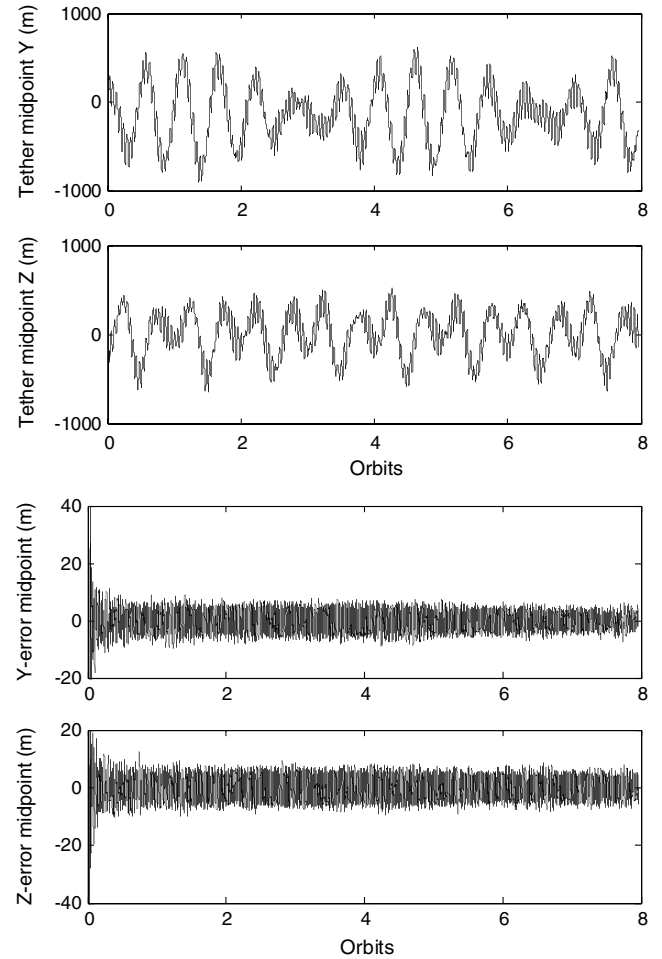 Tether midpoint Y (m)
1000
0
-1000
0 2 4 6 8
Tether midpoint Z (m)
1000
0
-1000
0 2 4 6 8
Orbits
Y-error midpoint (m)
40
20
0
-20
0 2 4 6 8
Z-error midpoint (m)
20
0
-20
-40
0 2 4 6 8
Orbits